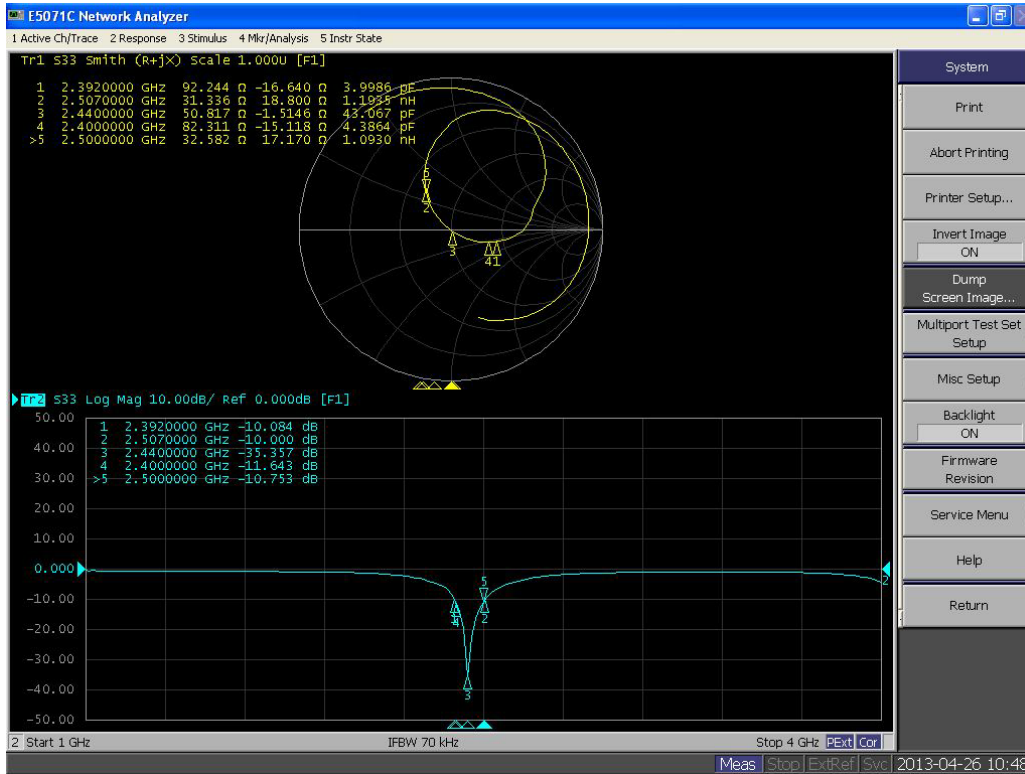 E5071C Network Analyzer
1 Active Ch/Trace 2 Response 3 Stimulus 4 Mkr/Analysis 5 Instr State
Tr1 S33 Smith (R+jX) Scale 1.000U [F1]
1 2.3920000 GHz 92.244 Ω -16.640 Ω 3.9986 pF
2 2.5070000 GHz 31.336 Ω 18.800 Ω 1.1935 nH
3 2.4400000 GHz 50.817 Ω -1.5146 Ω 43.067 pF
4 2.4000000 GHz 82.311 Ω -15.118 Ω 4.3864 pF
>5 2.5000000 GHz 32.582 Ω 17.170 Ω 1.0930 nH
5
2
3
41
Tr2 S33 Log Mag 10.00dB/ Ref 0.000dB [F1]
50.00
40.00
30.00
20.00
10.00
0.000
-10.00
-20.00
-30.00
-40.00
-50.00
1 2.3920000 GHz -10.084 dB
2 2.5070000 GHz -10.000 dB
3 2.4400000 GHz -35.357 dB
4 2.4000000 GHz -11.643 dB
>5 2.5000000 GHz -10.753 dB
5
2
4
2
3
2 Start 1 GHz
IFBW 70 kHz
Stop 4 GHz PExt Cor
System
Print
Abort Printing
Printer Setup...
Invert Image
ON
Dump
Screen Image...
Multiport Test Set
Setup
Misc Setup
Backlight
ON
Firmware
Revision
Service Menu
Help
Return
Meas Stop ExtRef Svc 2013-04-26 10:48